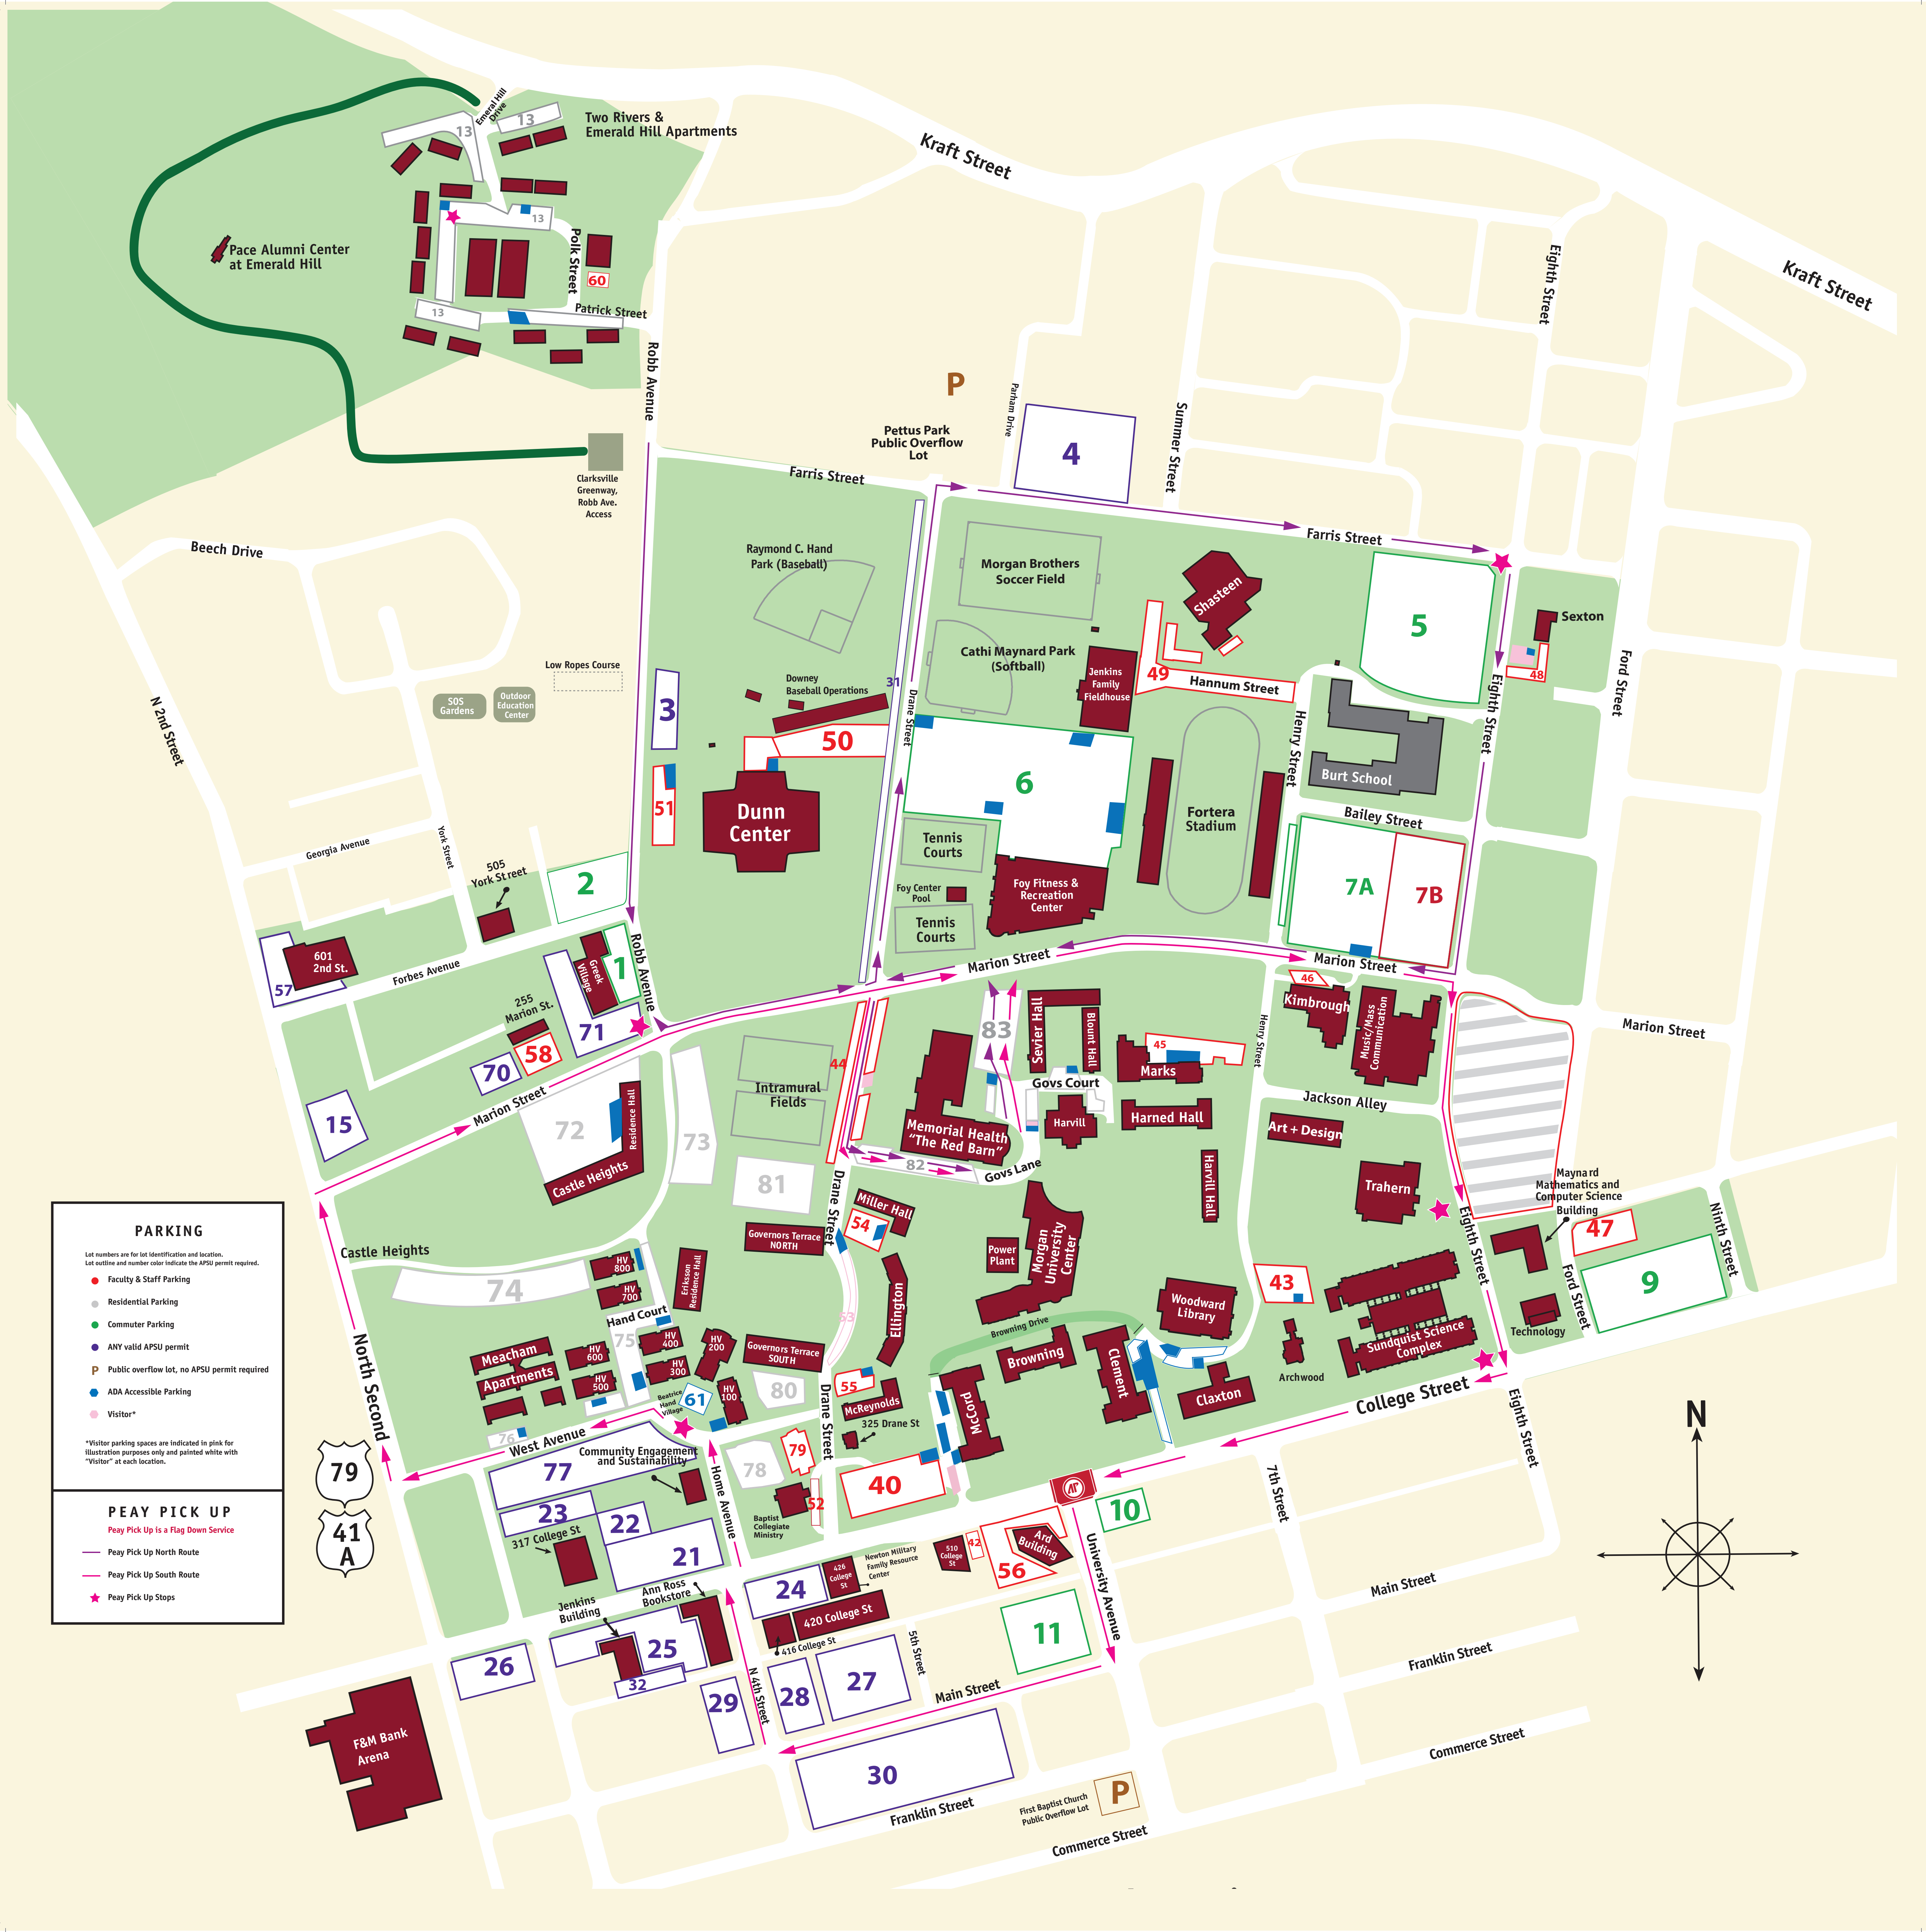 Kraft Street
Emeral Hill
Drive
13
13
Two Rivers &
Emerald Hill Apartments
13
Pace Alumni Center
at Emerald Hill
Polk Street
60
13
Patrick Street
Robb Avenue
Eighth Street
Kraft Street
P
Parham Drive
Pettus Park
Public Overflow
Lot
4
Summer Street
Farris Street
Clarksville
Greenway,
Robb Ave.
Access
Farris Street
Beech Drive
Raymond C. Hand
Park (Baseball)
Morgan Brothers
Soccer Field
Shasteen
5
Sexton
48
Low Ropes Course
Cathi Maynard Park
(Softball)
Jenkins
Family
Fieldhouse
49
Hannum Street
Ford Street
N 2nd Street
SOS
Gardens
Outdoor
Education
Center
3
Downey
Baseball Operations
31
Drane Street
Eighth Street
50
Henry Street
51
Dunn
Center
6
Burt School
Tennis
Courts
Fortera
Stadium
Bailey Street
Georgia Avenue
York Street
505
York Street
2
Foy Center
Pool
Foy Fitness &
Recreation
Center
7A
7B
Tennis
Courts
601
2nd St.
57
Forbes Avenue
Greek
Village
1
Robb Avenue
Marion Street
Marion Street
46
Kimbrough
Music/Mass
Communication
255
Marion St.
71
58
70
Marion Street
83
Sevier Hall
Blount Hall
45
Marks
Henry Street
Marion Street
44
Intramural
Fields
Govs Court
15
72
Residence Hall
Castle Heights
73
Memorial Health
"The Red Barn"
Harvill
Harned Hall
Jackson Alley
Art + Design
82
Govs Lane
81
Drane Street
Harvill Hall
Trahern
Maynard
Mathematics and
Computer Science
Building
Miller Hall
54
Governors Terrace
NORTH
Power
Plant
Morgan
University
Center
Eighth Street
47
Ninth Street
Castle Heights
74
HV
800
HV
700
Eriksson
Residence Hall
Hand Court
75
Ellington
53
43
Woodward
Library
9
Ford Street
Technology
Browning Drive
Meacham
Apartments
HV
600
HV
500
HV
400
HV
300
HV
200
HV
100
Governors Terrace
SOUTH
Browning
Clement
Sundquist Science
Complex
Archwood
North Second
Beatrice
Hand
Village
61
80
55
McReynolds
McCord
Claxton
College Street
76
West Avenue
Community Engagement
and Sustainability
325 Drane St
Drane Street
Eighth Street
77
78
79
40
Home Avenue
52
Baptist
Collegiate
Ministry
7th Street
10
23
22
317 College St
21
510
College
St
42
Ard
Building
56
University Avenue
Newton Military
Family Resource
Center
426
College
St
24
420 College St
416 College St
Ann Ross
Bookstore
Jenkins
Building
25
32
26
11
Main Street
5th Street
27
28
29
N 4th Street
Main Street
Franklin Street
F&M Bank
Arena
30
Franklin Street
First Baptist Church
Public Overflow Lot
P
Commerce Street
Commerce Street
N
79
41
A
PARKING
Lot numbers are for lot identification and location.
Lot outline and number color indicate the APSU permit required.
Faculty & Staff Parking
Residential Parking
Commuter Parking
ANY valid APSU permit
P Public overflow lot, no APSU permit required
ADA Accessible Parking
Visitor*
*Visitor parking spaces are indicated in pink for
illustration purposes only and painted white with
"Visitor" at each location.
PEAY PICK UP
Peay Pick Up is a Flag Down Service
Peay Pick Up North Route
Peay Pick Up South Route
Peay Pick Up Stops